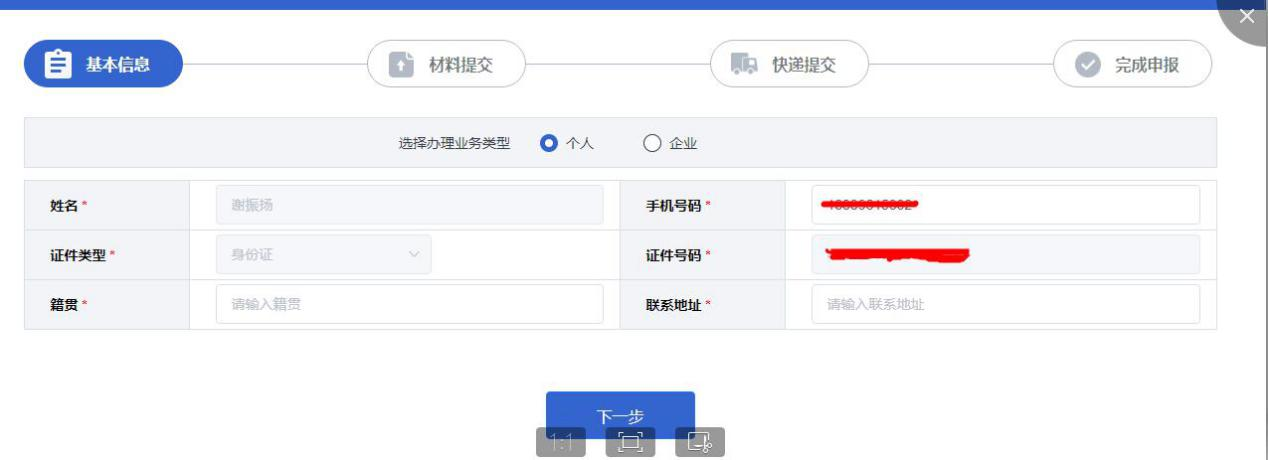 基本信息
材料提交
快递提交
完成申报
选择办理业务类型 个人 企业
姓名* 谢振扬 手机号码*
证件类型* 身份证 证件号码*
籍贯* 请输入籍贯 联系地址* 请输入联系地址
下一步
1:1